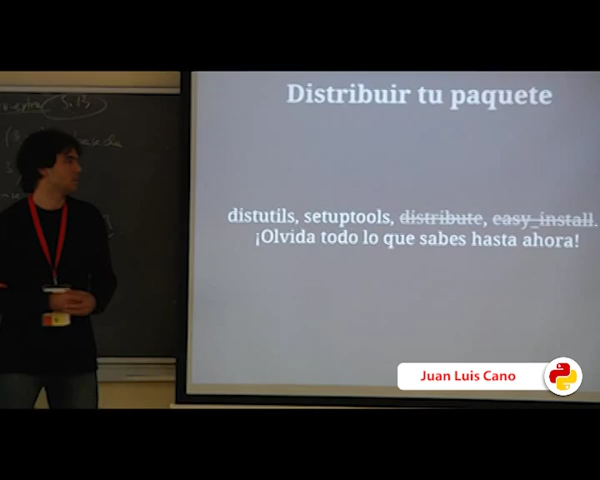 Distribuir tu paquete
distutils, setuptools, distribute, easy_install.
¡Olvida todo lo que sabes hasta ahora!
Juan Luis Cano